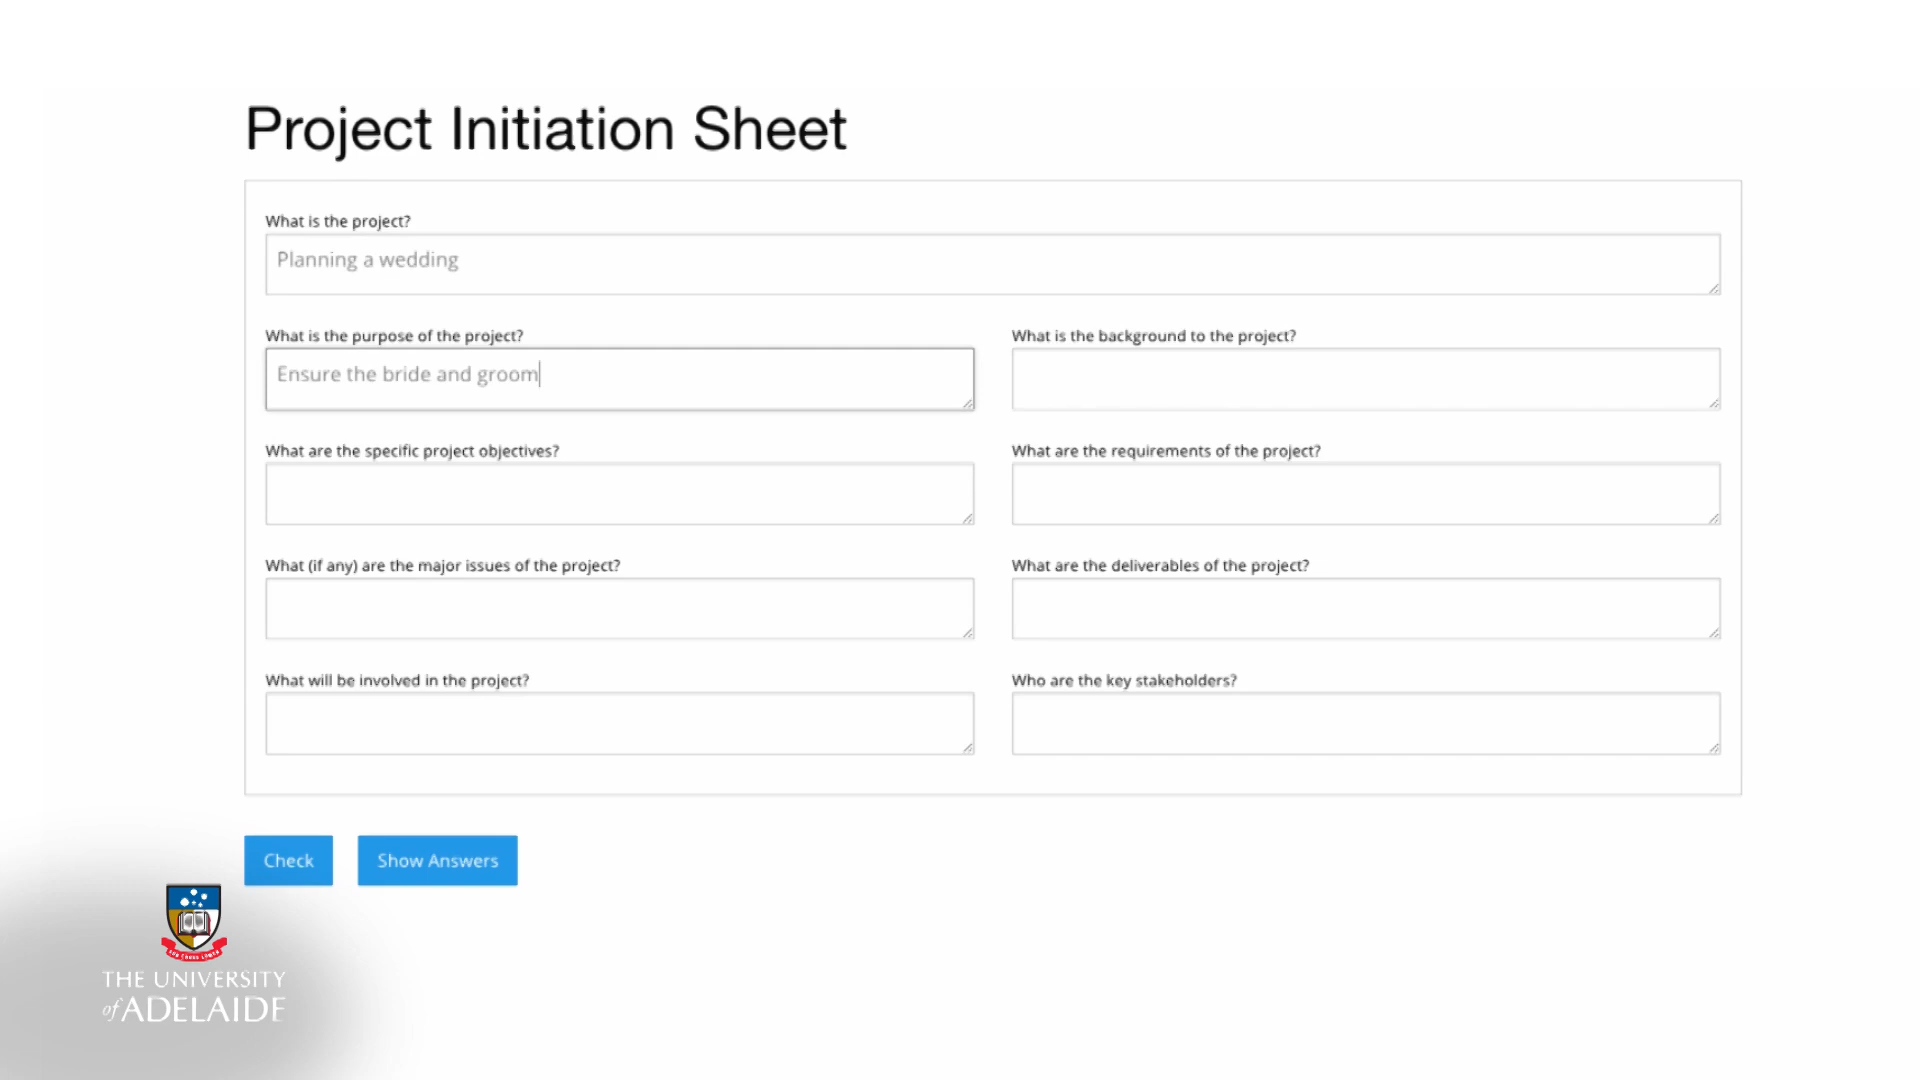 Project Initiation Sheet
What is the project?
Planning a wedding
What is the purpose of the project?
Ensure the bride and groom
What is the background to the project?
What are the specific project objectives?
What are the requirements of the project?
What (if any) are the major issues of the project?
What are the deliverables of the project?
What will be involved in the project?
Who are the key stakeholders?
Check
Show Answers
THE UNIVERSITY
of ADELAIDE